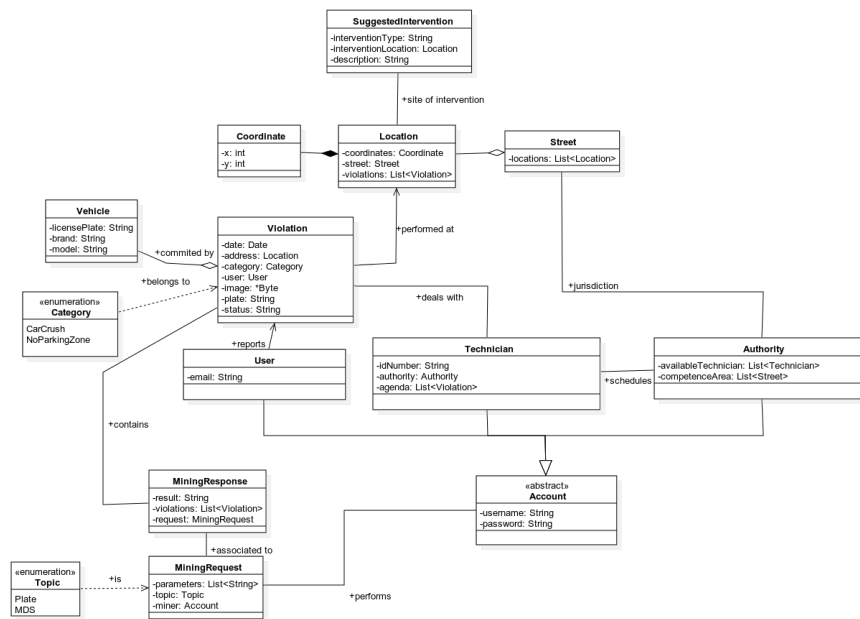 SuggestedIntervention
-interventionType: String
-interventionLocation: Location
-description: String
+site of intervention
Coordinate
-x: int
-y: int
Location
-coordinates: Coordinate
-street: Street
-violations: List<Violation>
Street
-locations: List<Location>
Vehicle
-licensePlate: String
-brand: String
-model: String
+commited by
Violation
-date: Date
-address: Location
-category: Category
-user: User
-image: *Byte
-plate: String
-status: String
+performed at
+belongs to
«enumeration»
Category
CarCrush
NoParkingZone
+deals with
+jurisdiction
+reports
User
-email: String
Technician
-idNumber: String
-authority: Authority
-agenda: List<Violation>
+schedules
Authority
-availableTechnician: List<Technician>
-competenceArea: List<Street>
+contains
MiningResponse
-result: String
-violations: List<Violation>
-request: MiningRequest
«abstract»
Account
-username: String
-password: String
+associated to
«enumeration»
Topic
Plate
MDS
+is
MiningRequest
-parameters: List<String>
-topic: Topic
-miner: Account
+performs